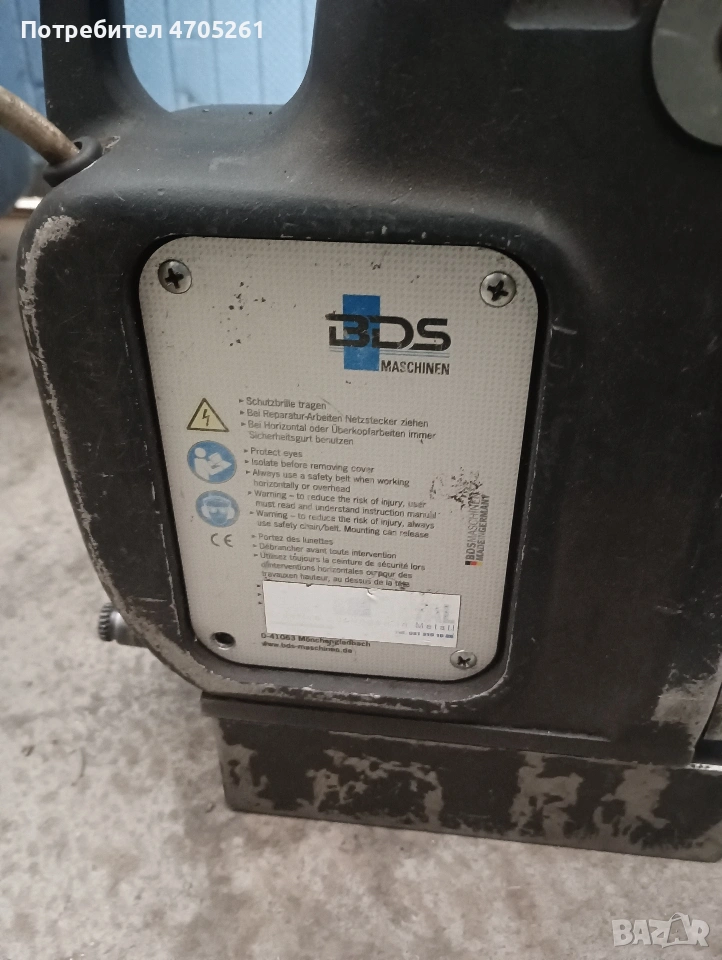 Потребител 4705261
BDS
MASCHINEN
▸ Schutzbrille tragen
▸ Bei Reparatur-Arbeiten Netzstecker ziehen
▸ Bei Horizontal oder Überkopfarbeiten immer
Sicherheitsgurt benutzen
▸ Protect eyes
▸ Isolate before removing cover
▸ Always use a safety belt when working
horizontally or overhead
▸ Warning – to reduce the risk of injury, user
must read and understand instruction manual
▸ Warning – to reduce the risk of injury, always
use safety chain/belt. Mounting can release
CE
▸ Portez des lunettes
▸ Débrancher avant toute intervention
▸ Utilisez toujours la ceinture de sécurité lors
d'interventions horizontales ou pour des
travaux en hauteur, au dessus de la tête
BDSMASCHINEN
MADEINGERMANY
Metall
D-41063 Mönchengladbach
www.bds-maschinen.de
BAZAR